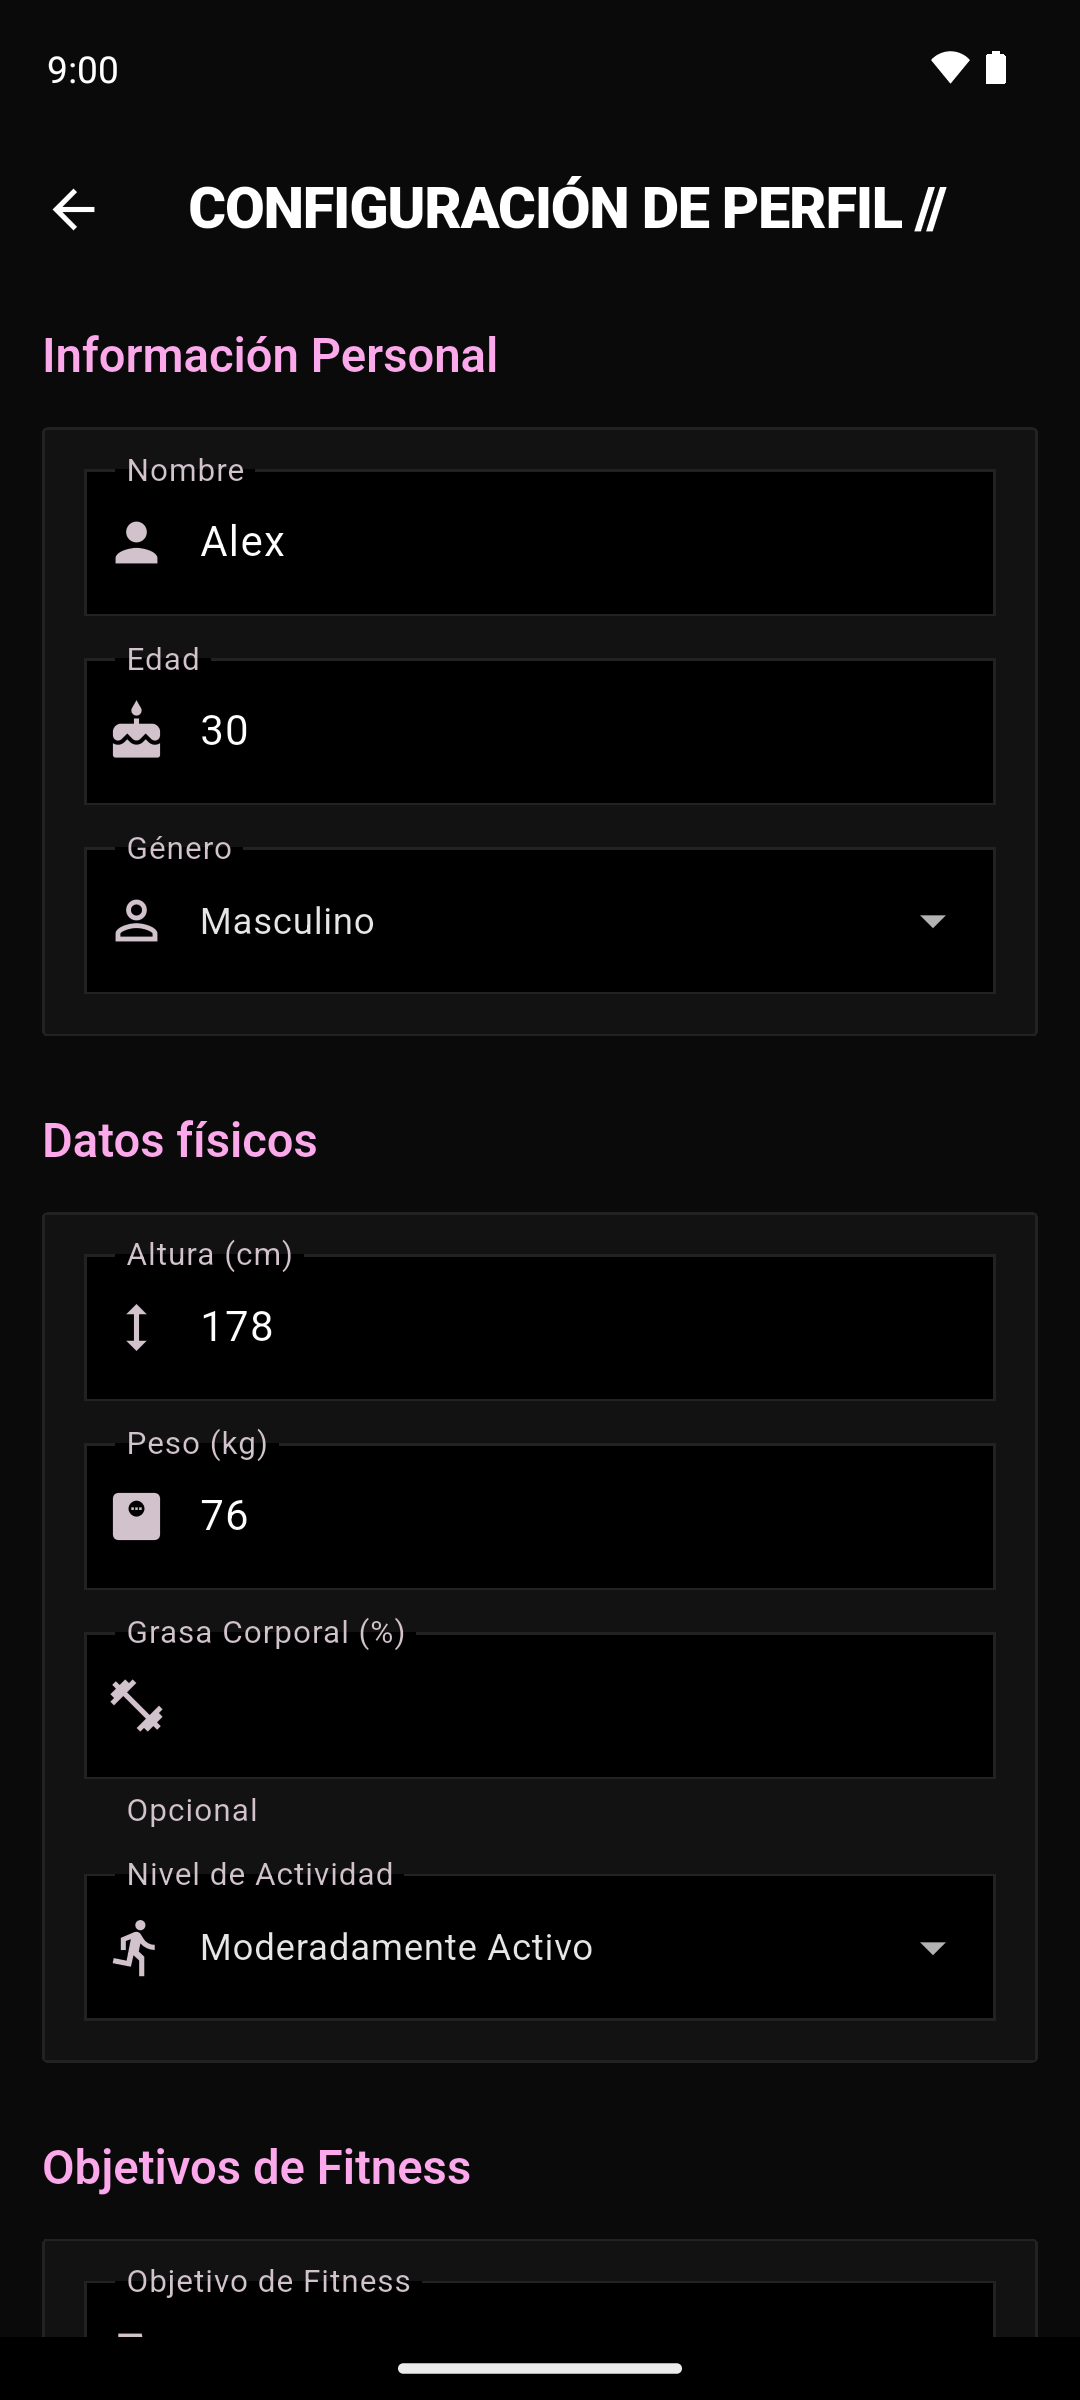 9:00
CONFIGURACIÓN DE PERFIL //
Información Personal
Nombre
Alex
Edad
30
Género
Masculino
Datos físicos
Altura (cm)
178
Peso (kg)
76
Grasa Corporal (%)
Opcional
Nivel de Actividad
Moderadamente Activo
Objetivos de Fitness
Objetivo de Fitness